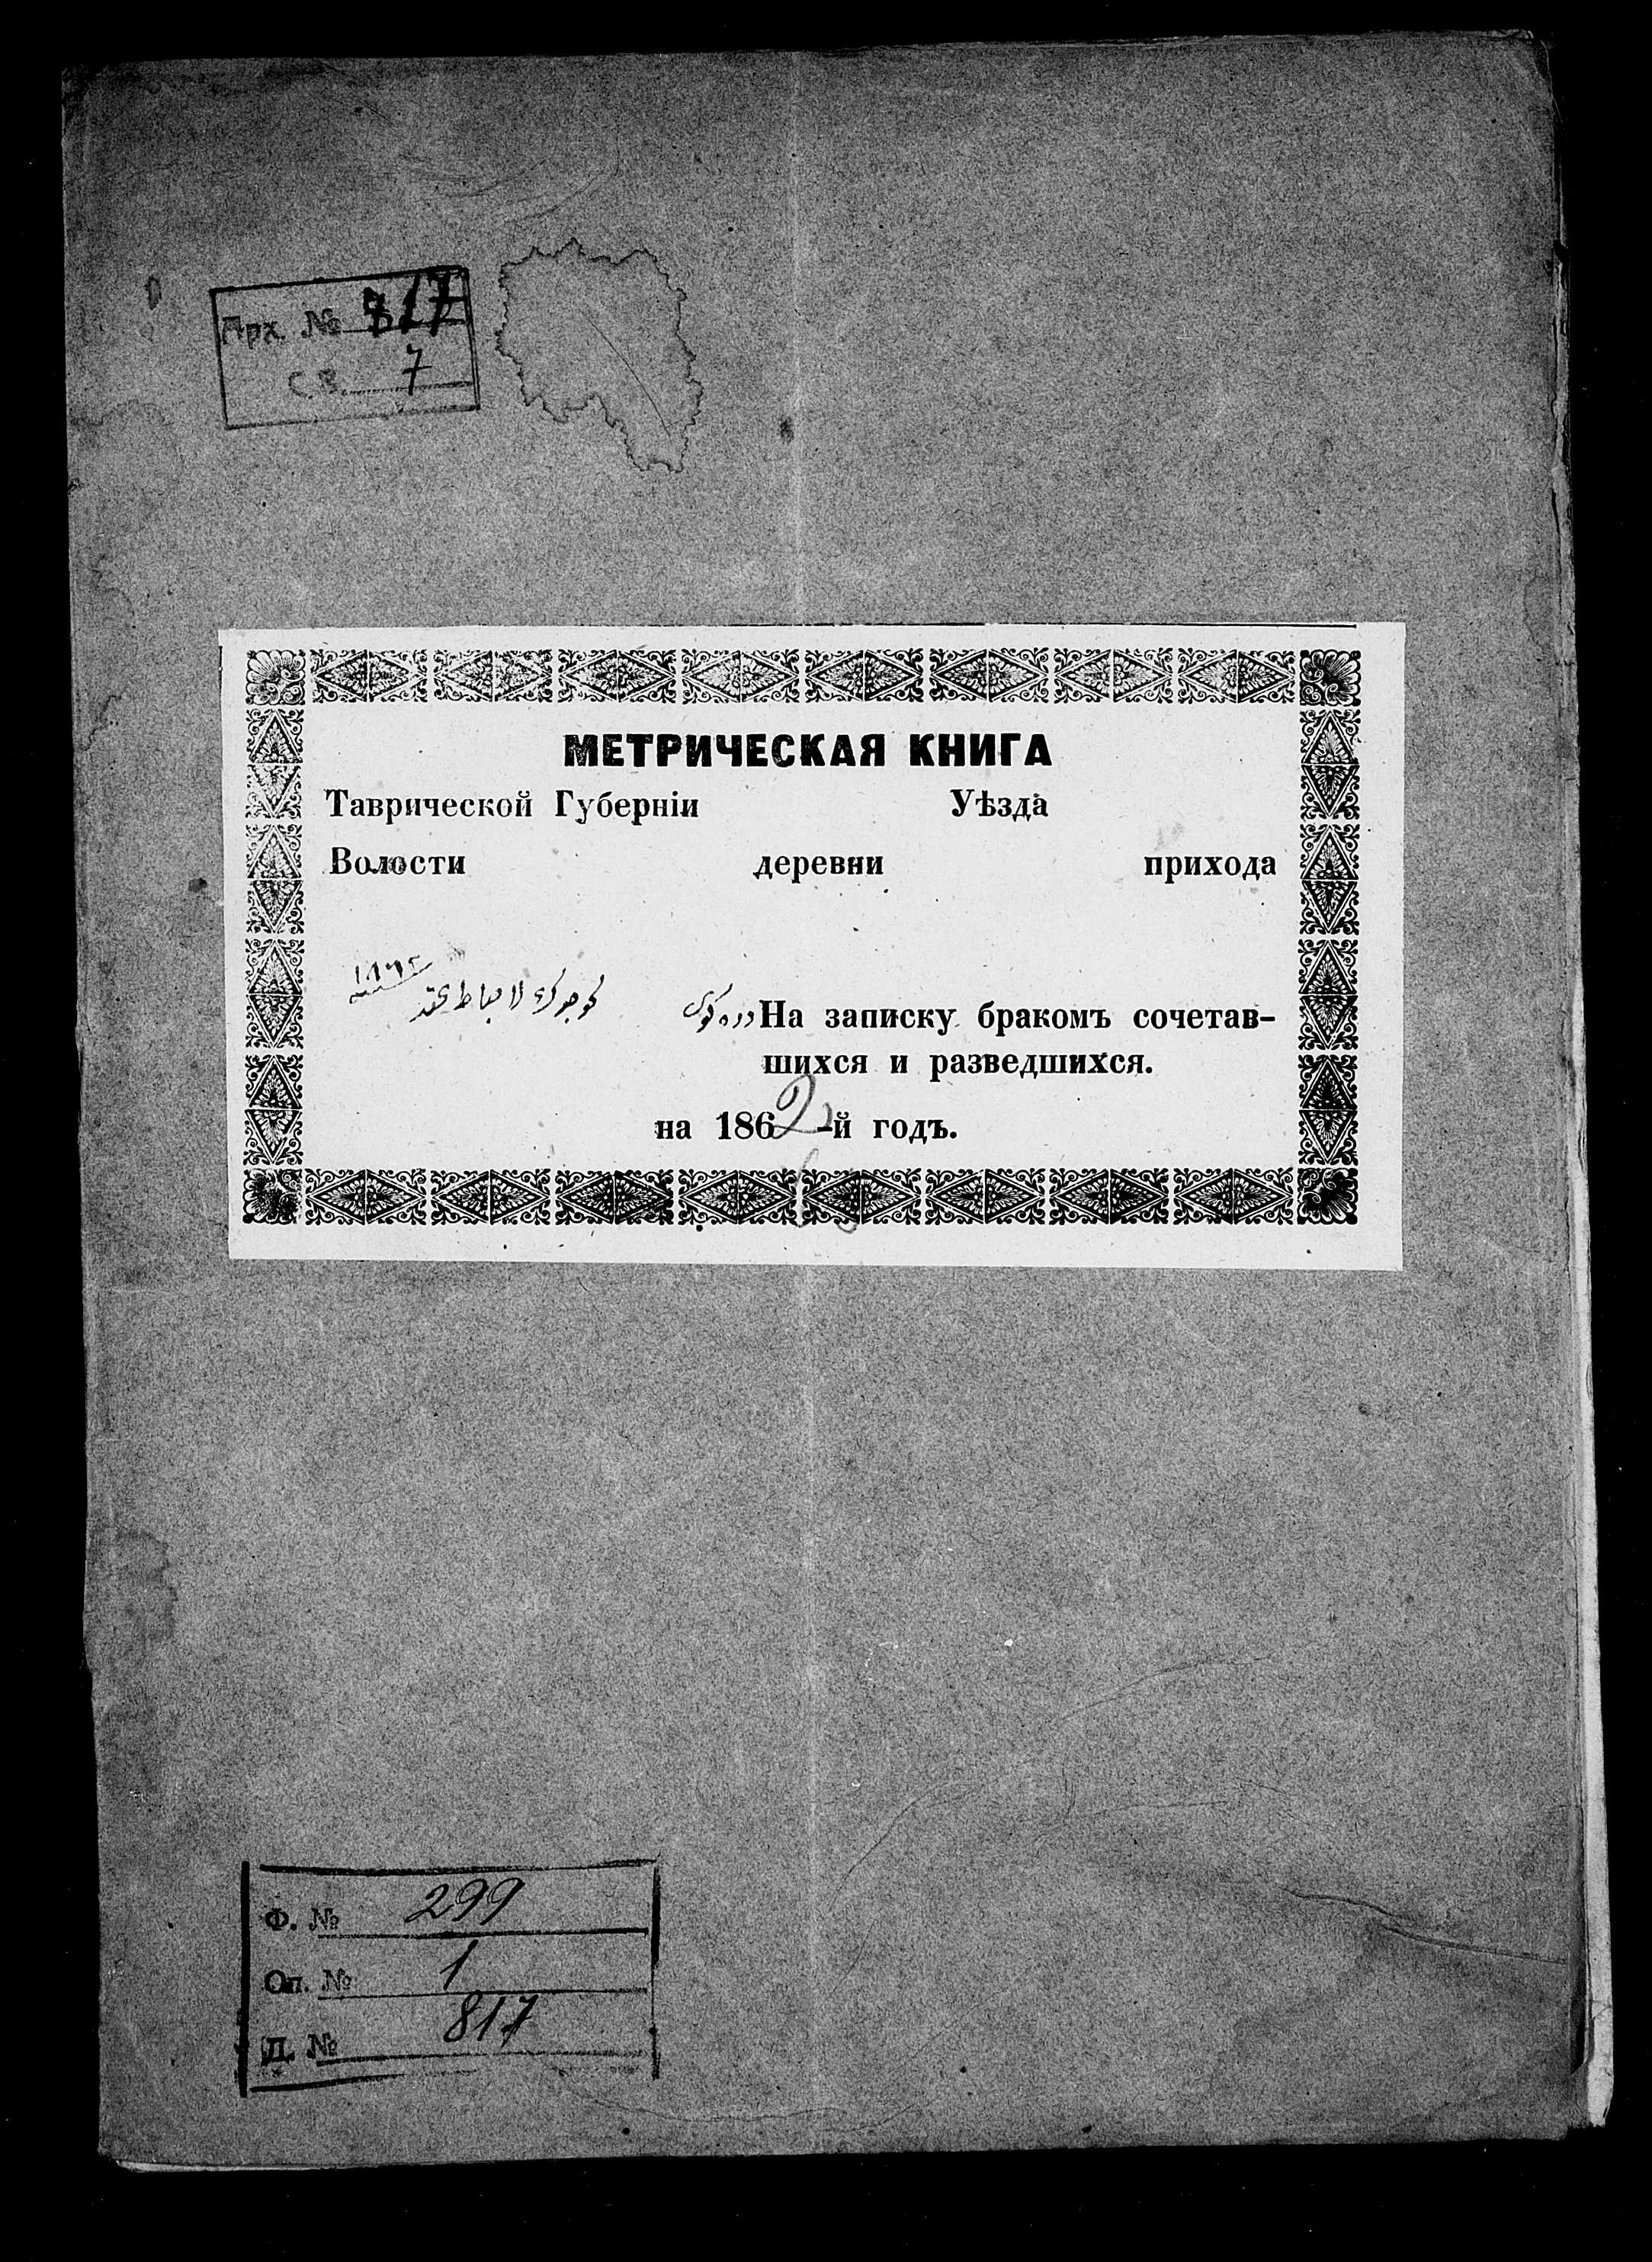 Арх. № 817
С.В. 7
МЕТРИЧЕСКАЯ КНИГА
Таврической Губерніи Уѣзда
Волости деревни прихода
На записку бракомъ сочетав-
шихся и разведшихся.
на 1862-й годъ.
Ф. № 299
Оп. № 1
Д. № 817